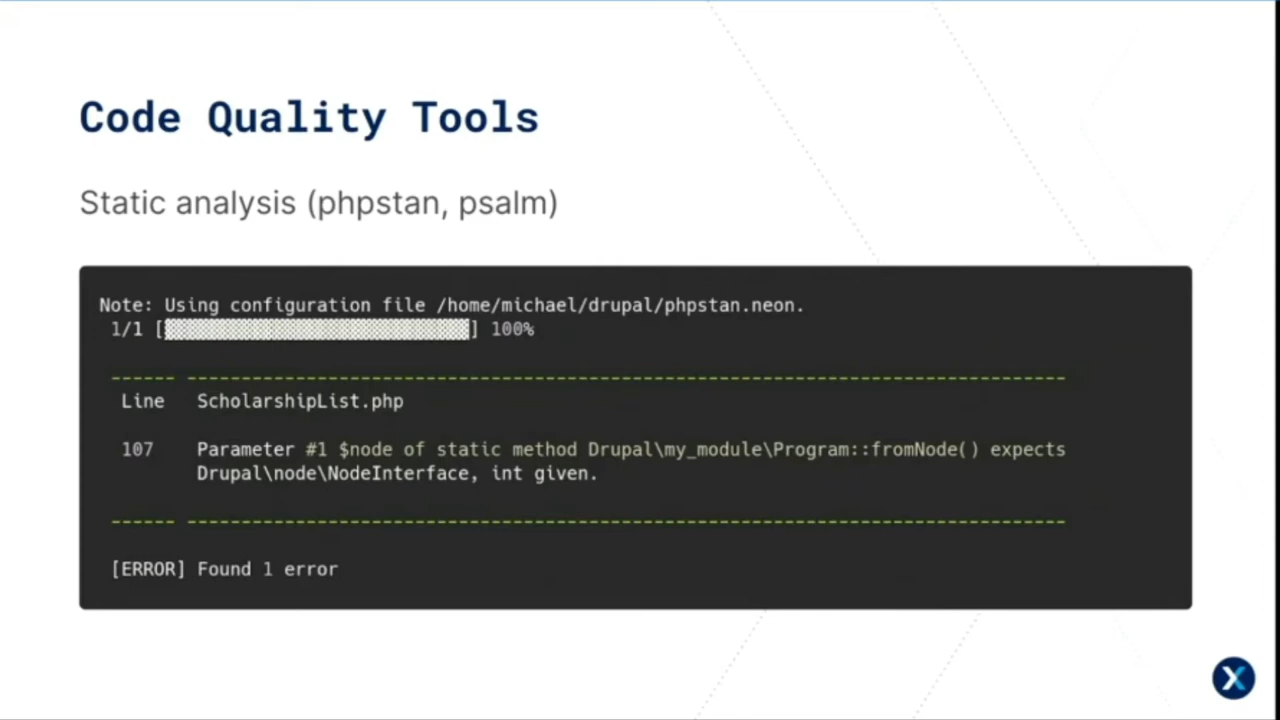 Code Quality Tools
Static analysis (phpstan, psalm)
Note: Using configuration file /home/michael/drupal/phpstan.neon.
1/1 [▓▓▓▓▓▓▓▓▓▓▓▓▓▓▓▓▓▓▓▓▓▓▓▓▓▓▓▓] 100%
------ ---------------------------------------------------------------------------------
Line ScholarshipList.php
107 Parameter #1 $node of static method Drupal\my_module\Program::fromNode() expects
Drupal\node\NodeInterface, int given.
------ ---------------------------------------------------------------------------------
[ERROR] Found 1 error